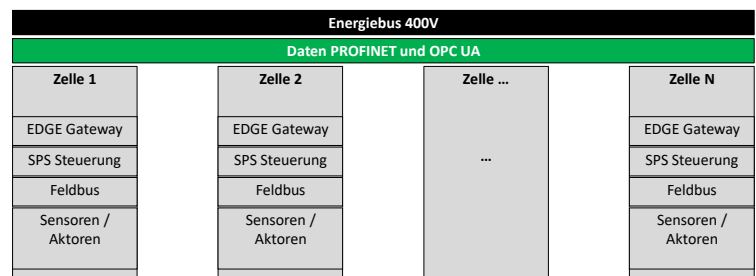 Energiebus 400V
Daten PROFINET und OPC UA
Zelle 1
EDGE Gateway
SPS Steuerung
Feldbus
Sensoren /
Aktoren
Zelle 2
EDGE Gateway
SPS Steuerung
Feldbus
Sensoren /
Aktoren
Zelle ...
...
Zelle N
EDGE Gateway
SPS Steuerung
Feldbus
Sensoren /
Aktoren